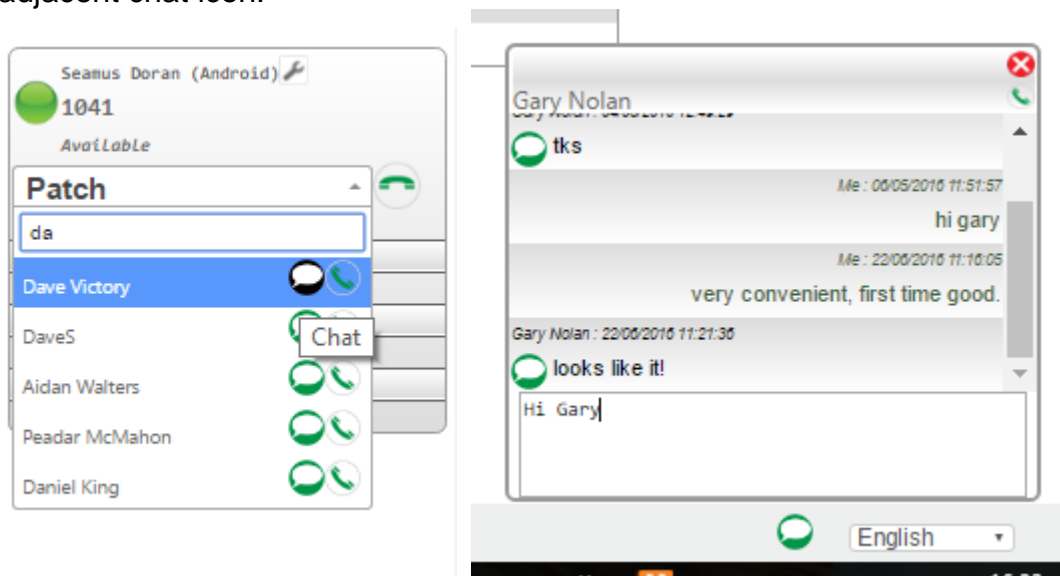 adjacent chat icon.
Seamus Doran (Android)
1041
Available
Patch
da
Dave Victory
DaveS
Chat
Aidan Walters
Peadar McMahon
Daniel King
Gary Nolan
tks
Me : 06/05/2016 11:51:57
hi gary
Me : 22/06/2016 11:16:05
very convenient, first time good.
Gary Nolan : 22/06/2016 11:21:36
looks like it!
Hi Gary
English